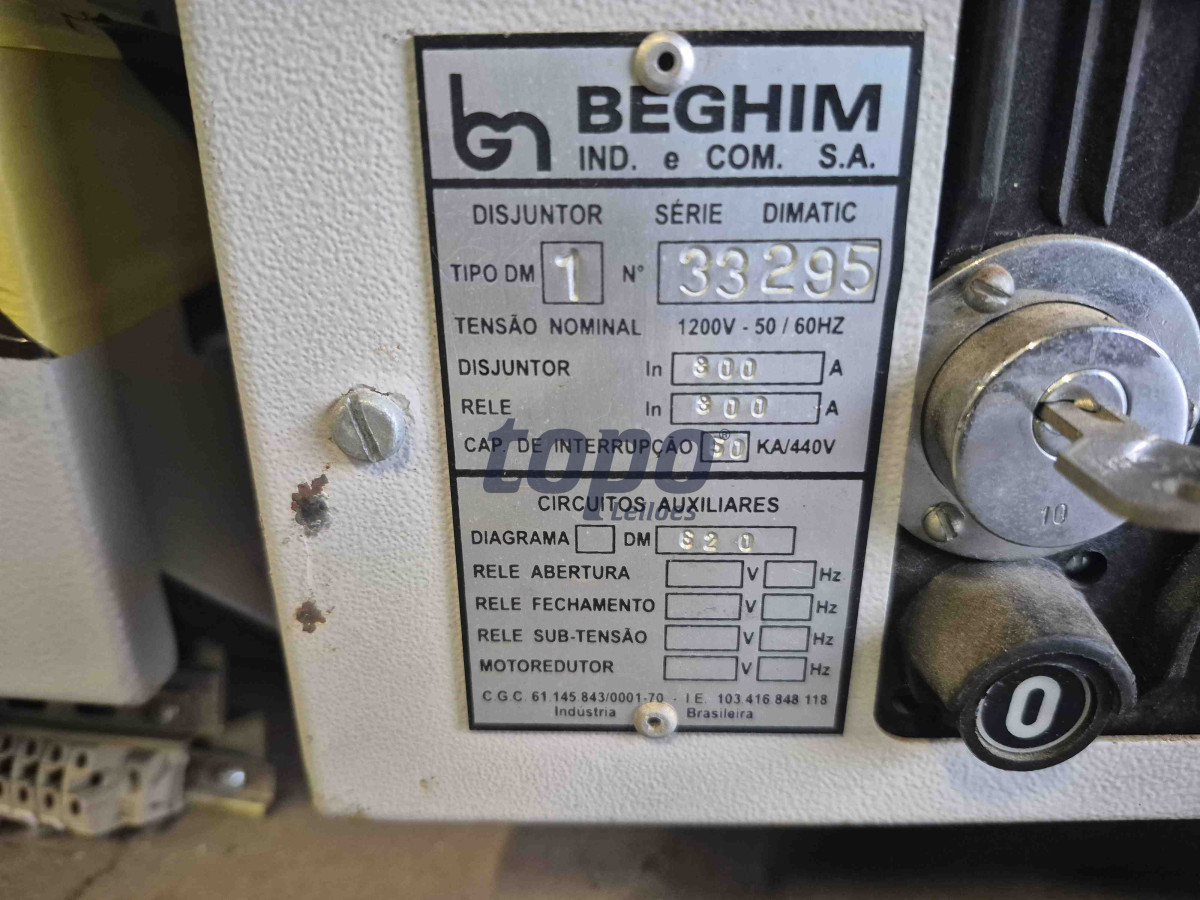 BEGHIM
IND. e COM. S.A.
DISJUNTOR SÉRIE DIMATIC
TIPO DM 1 N° 33295
TENSÃO NOMINAL 1200V - 50 / 60HZ
DISJUNTOR In 800 A
RELE In 800 A
CAP. DE INTERRUPÇÃO 50 KA/440V
topo®
Leilões
CIRCUITOS AUXILIARES
DIAGRAMA DM 620
RELE ABERTURA V Hz
RELE FECHAMENTO V Hz
RELE SUB-TENSÃO V Hz
MOTOREDUTOR V Hz
C.G.C. 61 145 843/0001-70 - I E. 103 416 848 118
Indústria Brasileira
10
0